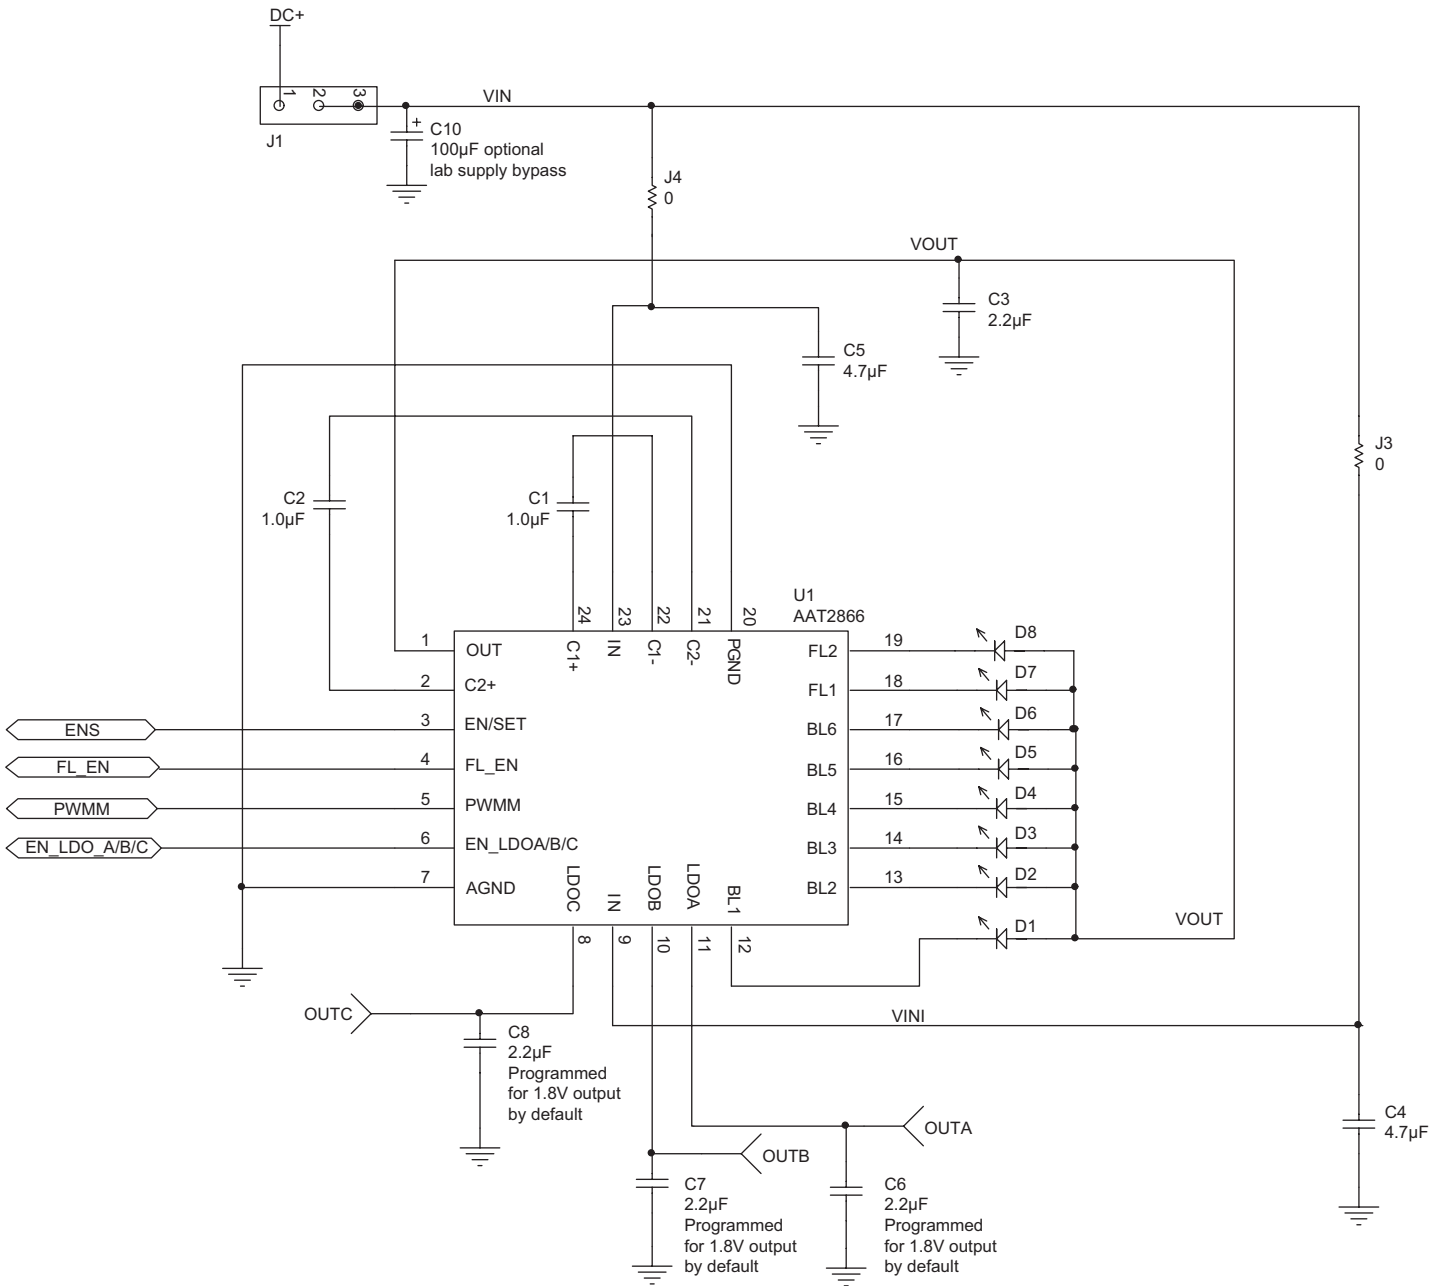 DC+
1 2 3
J1
VIN
+ C10
100µF optional
lab supply bypass
J4
0
VOUT
C3
2.2µF
C5
4.7µF
J3
0
C2
1.0µF
C1
1.0µF
U1
AAT2866
24 23 22 21 20
C1+ IN C1- C2- PGND
1 OUT
2 C2+
ENS 3 EN/SET
FL_EN 4 FL_EN
PWMM 5 PWMM
EN_LDO_A/B/C 6 EN_LDOA/B/C
7 AGND
FL2 19 D8
FL1 18 D7
BL6 17 D6
BL5 16 D5
BL4 15 D4
BL3 14 D3
BL2 13 D2
D1
VOUT
LDOC IN LDOB LDOA BL1
8 9 10 11 12
OUTC
VINI
C8
2.2µF
Programmed
for 1.8V output
by default
OUTA
OUTB
C4
4.7µF
C7
2.2µF
Programmed
for 1.8V output
by default
C6
2.2µF
Programmed
for 1.8V output
by default